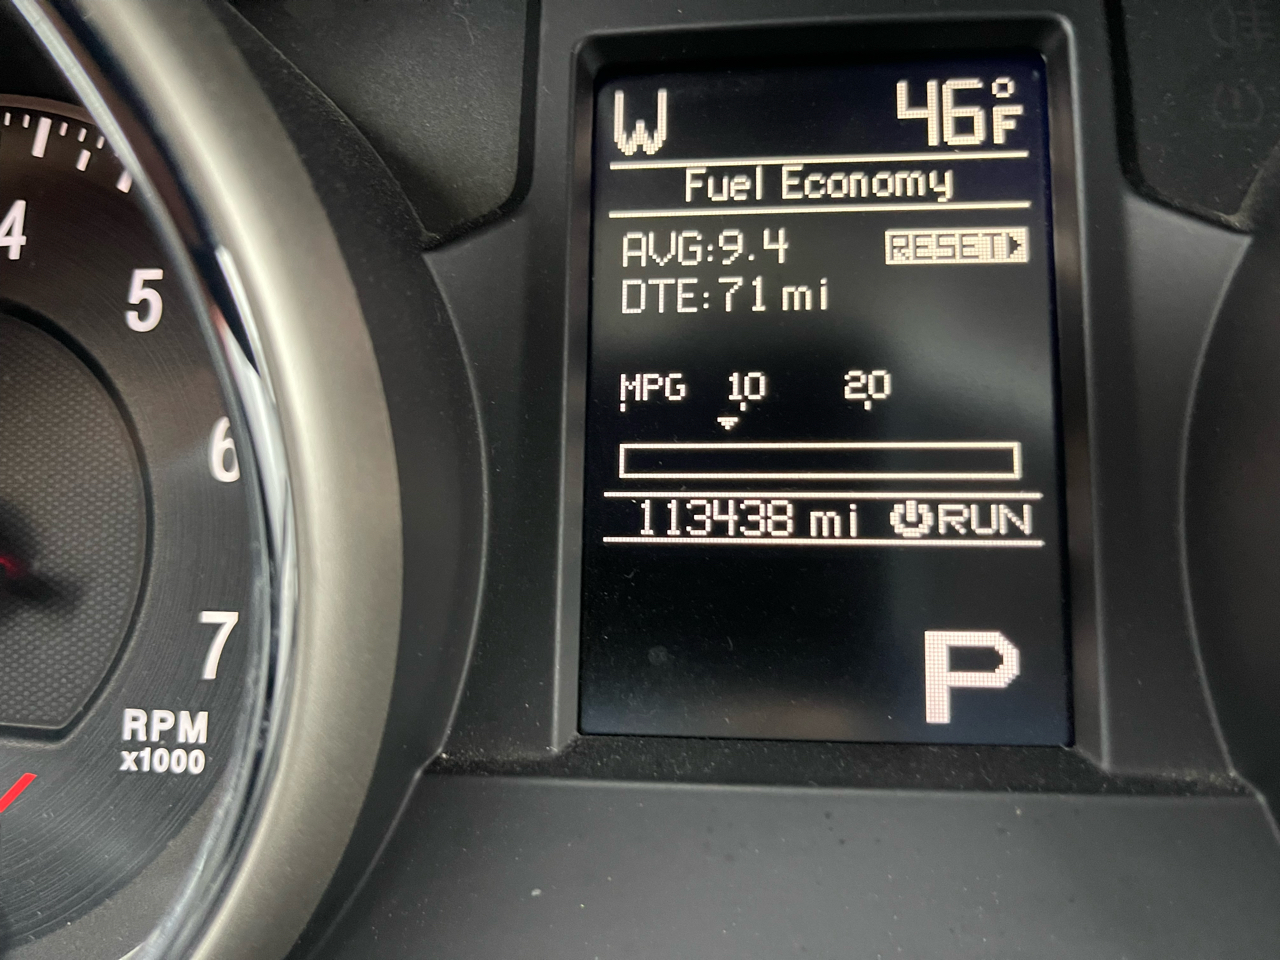 W 46°F
Fuel Economy
AVG:9.4 RESET
DTE:71 mi
MPG 10 20
113438 mi RUN
P
4
5
6
7
RPM
x1000